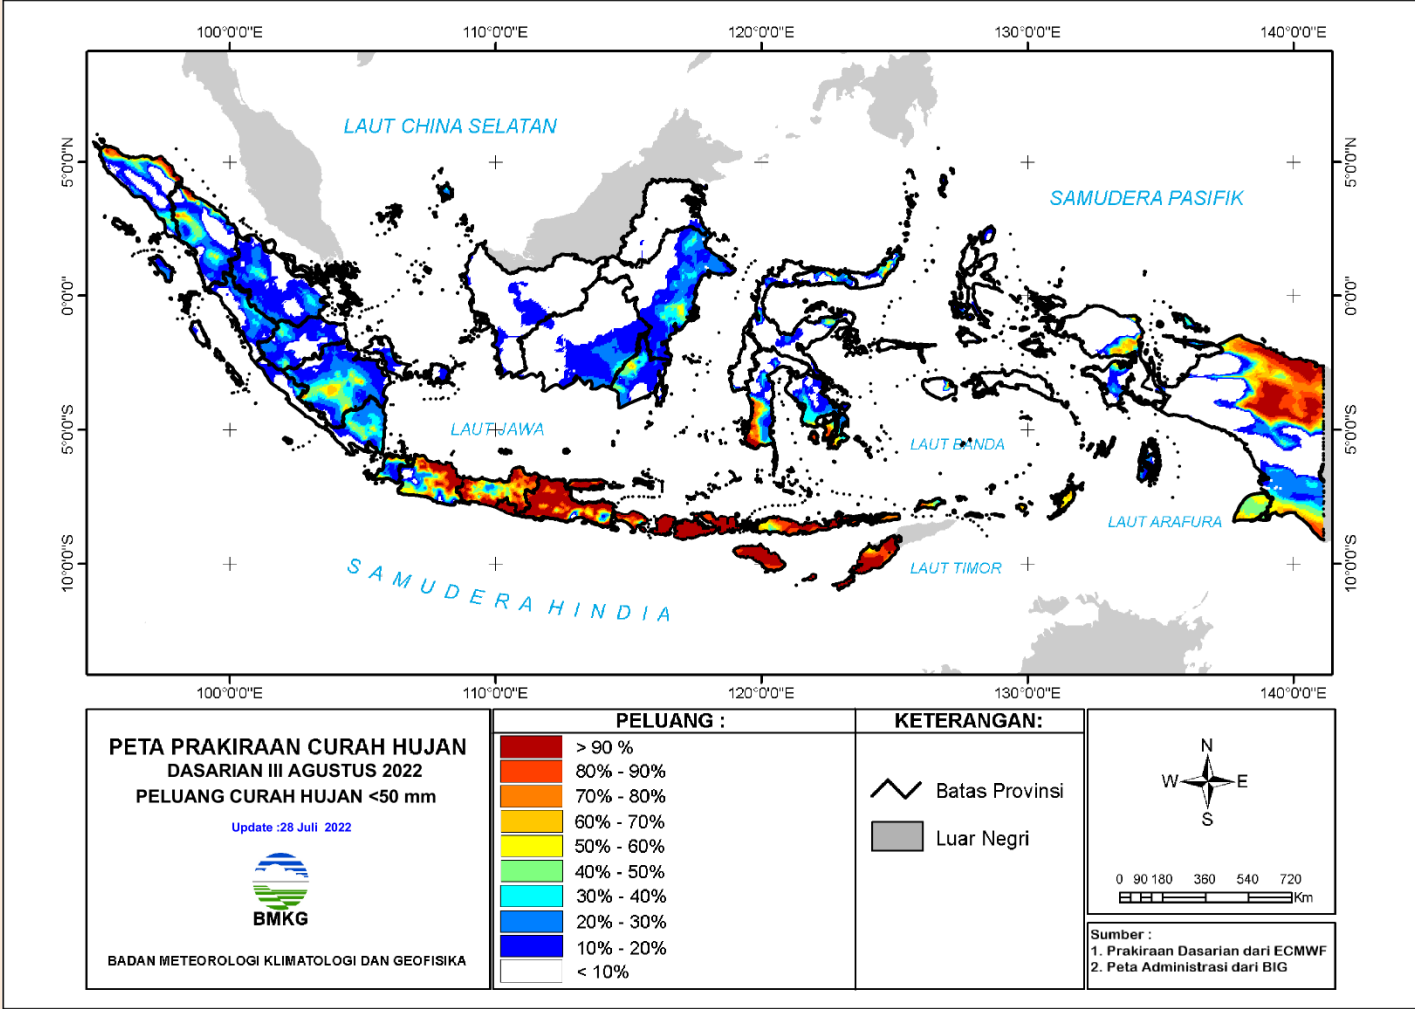 100°0'0"E 110°0'0"E 120°0'0"E 130°0'0"E 140°0'0"E
5°0'0"N 5°0'0"N
LAUT CHINA SELATAN
SAMUDERA PASIFIK
0°0'0" 0°0'0"
5°0'0"S 5°0'0"S
LAUT JAWA
LAUT BANDA
LAUT ARAFURA
10°0'0"S 10°0'0"S
LAUT TIMOR
SAMUDERA HINDIA
100°0'0"E 110°0'0"E 120°0'0"E 130°0'0"E 140°0'0"E
PETA PRAKIRAAN CURAH HUJAN
DASARIAN III AGUSTUS 2022
PELUANG CURAH HUJAN <50 mm
Update :28 Juli 2022
BMKG
BADAN METEOROLOGI KLIMATOLOGI DAN GEOFISIKA
PELUANG :
> 90 %
80% - 90%
70% - 80%
60% - 70%
50% - 60%
40% - 50%
30% - 40%
20% - 30%
10% - 20%
< 10%
KETERANGAN:
Batas Provinsi
Luar Negri
N
W E
S
0 90 180 360 540 720
Km
Sumber :
1. Prakiraan Dasarian dari ECMWF
2. Peta Administrasi dari BIG